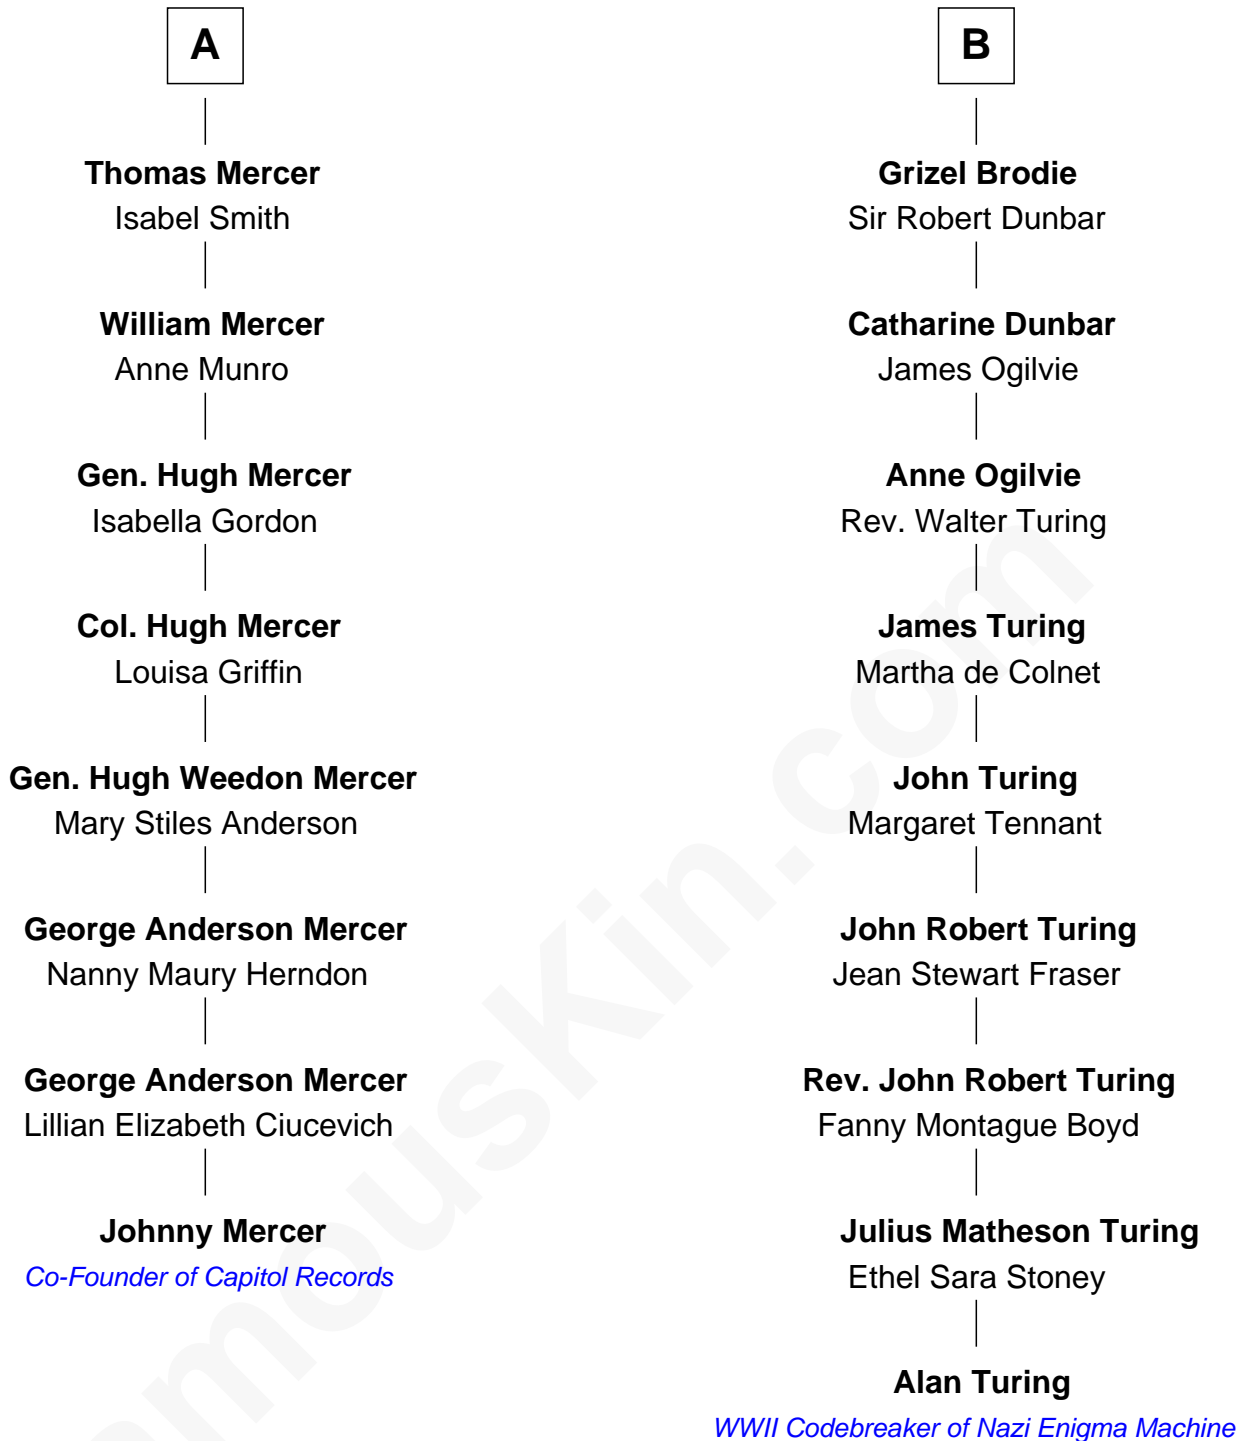 A
Thomas Mercer
Isabel Smith
William Mercer
Anne Munro
Gen. Hugh Mercer
Isabella Gordon
Col. Hugh Mercer
Louisa Griffin
Gen. Hugh Weedon Mercer
Mary Stiles Anderson
George Anderson Mercer
Nanny Maury Herndon
George Anderson Mercer
Lillian Elizabeth Ciucevich
Johnny Mercer
Co-Founder of Capitol Records
B
Grizel Brodie
Sir Robert Dunbar
Catharine Dunbar
James Ogilvie
Anne Ogilvie
Rev. Walter Turing
James Turing
Martha de Colnet
John Turing
Margaret Tennant
John Robert Turing
Jean Stewart Fraser
Rev. John Robert Turing
Fanny Montague Boyd
Julius Matheson Turing
Ethel Sara Stoney
Alan Turing
WWII Codebreaker of Nazi Enigma Machine
amouskin.com